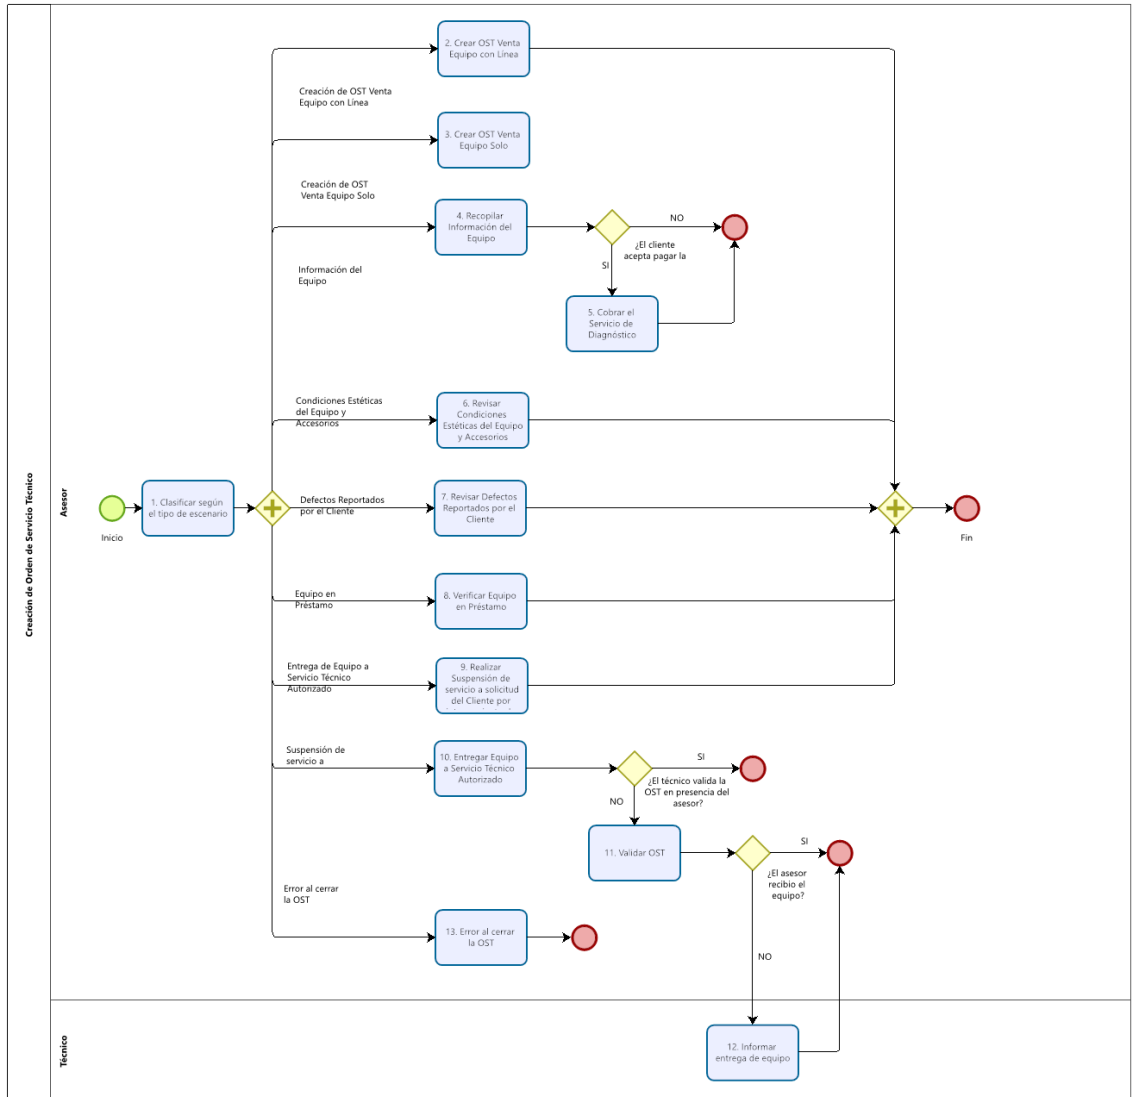 Creación de Orden de Servicio Técnico
Asesor
Inicio
1. Clasificar según
el tipo de escenario
Creación de OST Venta
Equipo con Línea
2. Crear OST Venta
Equipo con Línea
Creación de OST
Venta Equipo Solo
3. Crear OST Venta
Equipo Solo
Información del
Equipo
4. Recopilar
Información del
Equipo
¿El cliente
acepta pagar la
NO
SI
5. Cobrar el
Servicio de
Diagnóstico
Condiciones Estéticas
del Equipo y
Accesorios
6. Revisar
Condiciones
Estéticas del Equipo
y Accesorios
Defectos Reportados
por el Cliente
7. Revisar Defectos
Reportados por el
Cliente
Fin
Equipo en
Préstamo
8. Verificar Equipo
en Préstamo
Entrega de Equipo a
Servicio Técnico
Autorizado
9. Realizar
Suspensión de
servicio a solicitud
del Cliente por
Suspensión de
servicio a
10. Entregar Equipo
a Servicio Técnico
Autorizado
SI
¿El técnico valida la
OST en presencia del
asesor?
NO
11. Validar OST
SI
¿El asesor
recibio el
equipo?
NO
Error al cerrar
la OST
13. Error al cerrar
la OST
Técnico
12. Informar
entrega de equipo